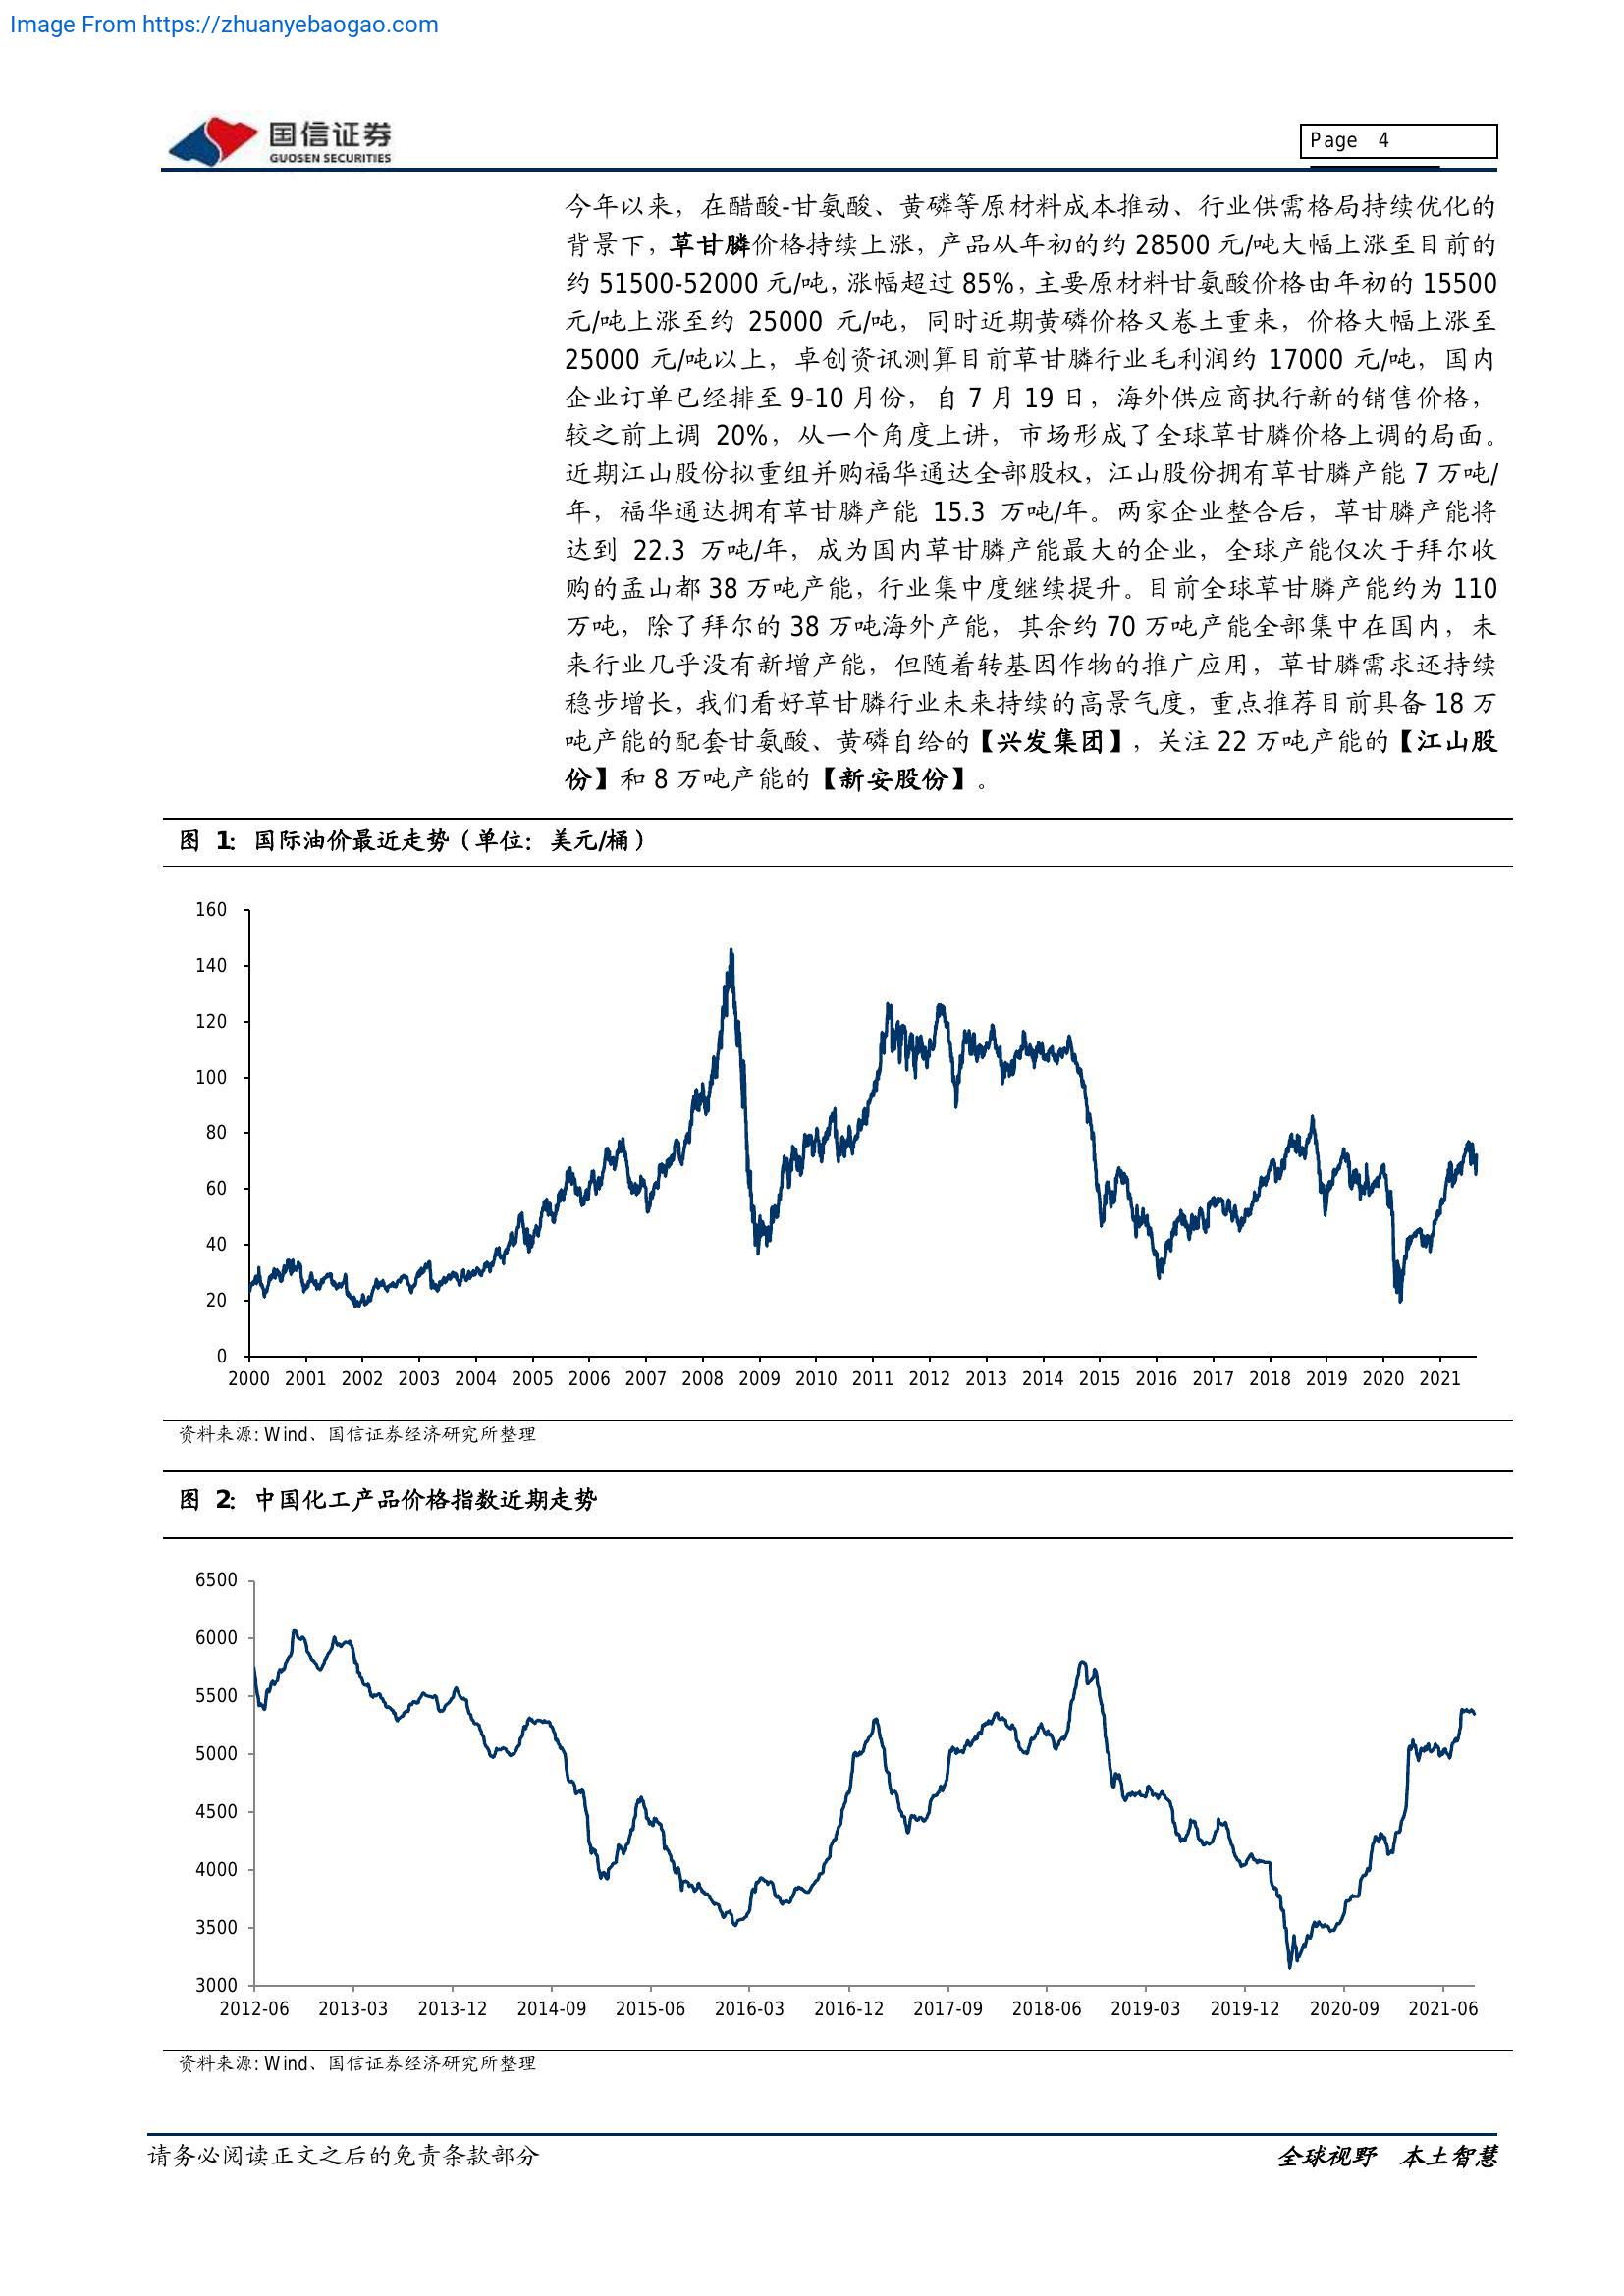 Image From https://zhuanyebaogao.com
国信证券
GUOSEN SECURITIES
Page 4
今年以来，在醋酸-甘氨酸、黄磷等原材料成本推动、行业供需格局持续优化的
背景下，草甘膦价格持续上涨，产品从年初的约 28500 元/吨大幅上涨至目前的
约 51500-52000 元/吨，涨幅超过 85%，主要原材料甘氨酸价格由年初的 15500
元/吨上涨至约 25000 元/吨，同时近期黄磷价格又卷土重来，价格大幅上涨至
25000 元/吨以上，卓创资讯测算目前草甘膦行业毛利润约 17000 元/吨，国内
企业订单已经排至 9-10 月份，自 7 月 19 日，海外供应商执行新的销售价格，
较之前上调 20%，从一个角度上讲，市场形成了全球草甘膦价格上调的局面。
近期江山股份拟重组并购福华通达全部股权，江山股份拥有草甘膦产能 7 万吨/
年，福华通达拥有草甘膦产能 15.3 万吨/年。两家企业整合后，草甘膦产能将
达到 22.3 万吨/年，成为国内草甘膦产能最大的企业，全球产能仅次于拜尔收
购的孟山都 38 万吨产能，行业集中度继续提升。目前全球草甘膦产能约为 110
万吨，除了拜尔的 38 万吨海外产能，其余约 70 万吨产能全部集中在国内，未
来行业几乎没有新增产能，但随着转基因作物的推广应用，草甘膦需求还持续
稳步增长，我们看好草甘膦行业未来持续的高景气度，重点推荐目前具备 18 万
吨产能的配套甘氨酸、黄磷自给的【兴发集团】，关注 22 万吨产能的【江山股
份】和 8 万吨产能的【新安股份】。
图 1：国际油价最近走势（单位：美元/桶）
160
140
120
100
80
60
40
20
0
2000 2001 2002 2003 2004 2005 2006 2007 2008 2009 2010 2011 2012 2013 2014 2015 2016 2017 2018 2019 2020 2021
资料来源: Wind、国信证券经济研究所整理
图 2：中国化工产品价格指数近期走势
6500
6000
5500
5000
4500
4000
3500
3000
2012-06 2013-03 2013-12 2014-09 2015-06 2016-03 2016-12 2017-09 2018-06 2019-03 2019-12 2020-09 2021-06
资料来源: Wind、国信证券经济研究所整理
请务必阅读正文之后的免责条款部分
全球视野 本土智慧